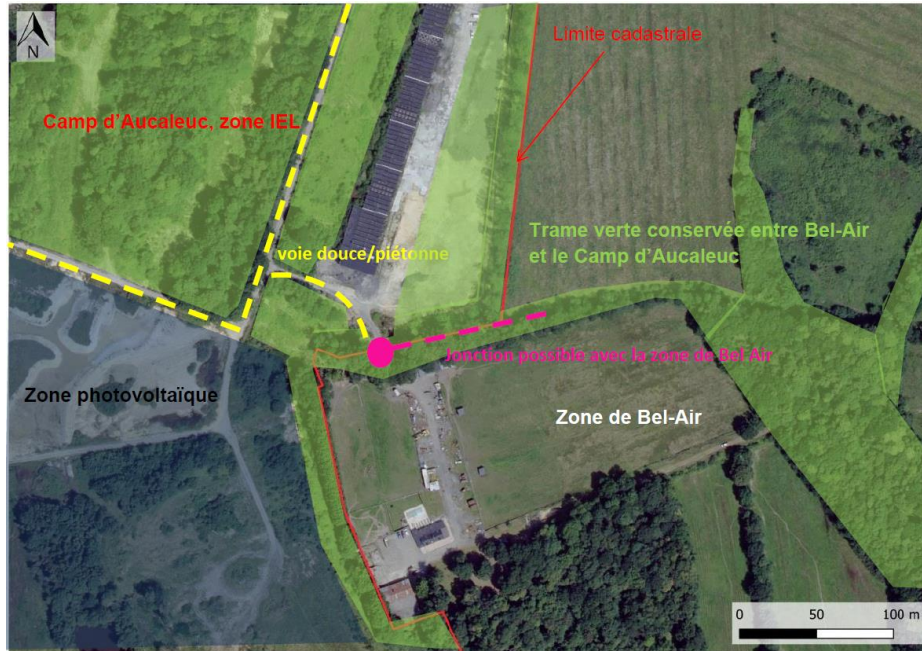 N
Limite cadastrale
Camp d'Aucaleuc, zone IEL
Trame verte conservée entre Bel-Air
et le Camp d'Aucaleuc
voie douce/piétonne
Jonction possible avec la zone de Bel Air
Zone photovoltaïque
Zone de Bel-Air
0 50 100 m